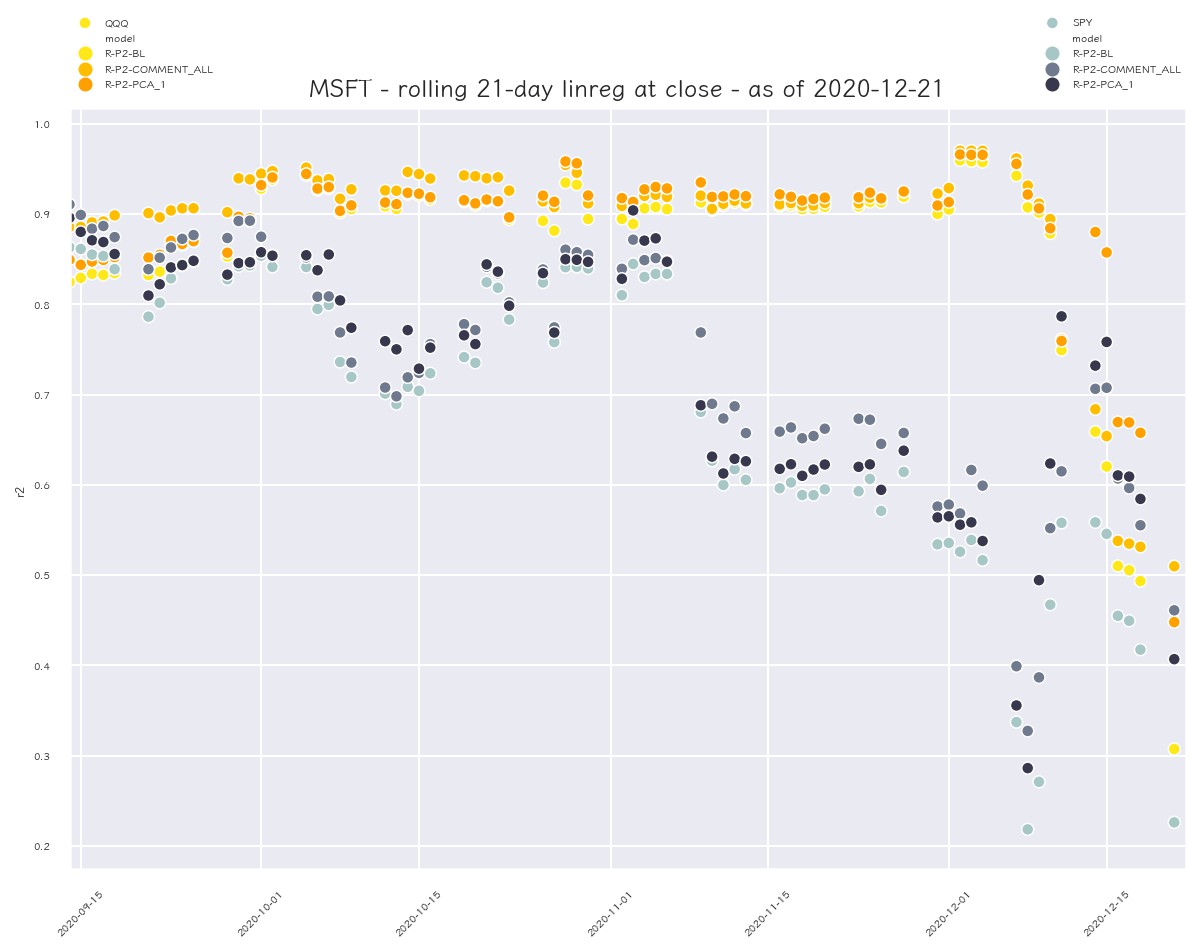 QQQ
model
R-P2-BL
R-P2-COMMENT_ALL
R-P2-PCA_1
SPY
model
R-P2-BL
R-P2-COMMENT_ALL
R-P2-PCA_1
MSFT - rolling 21-day linreg at close - as of 2020-12-21
1.0
0.9
0.8
0.7
0.6
0.5
0.4
0.3
0.2
r2
2020-09-15
2020-10-01
2020-10-15
2020-11-01
2020-11-15
2020-12-01
2020-12-15